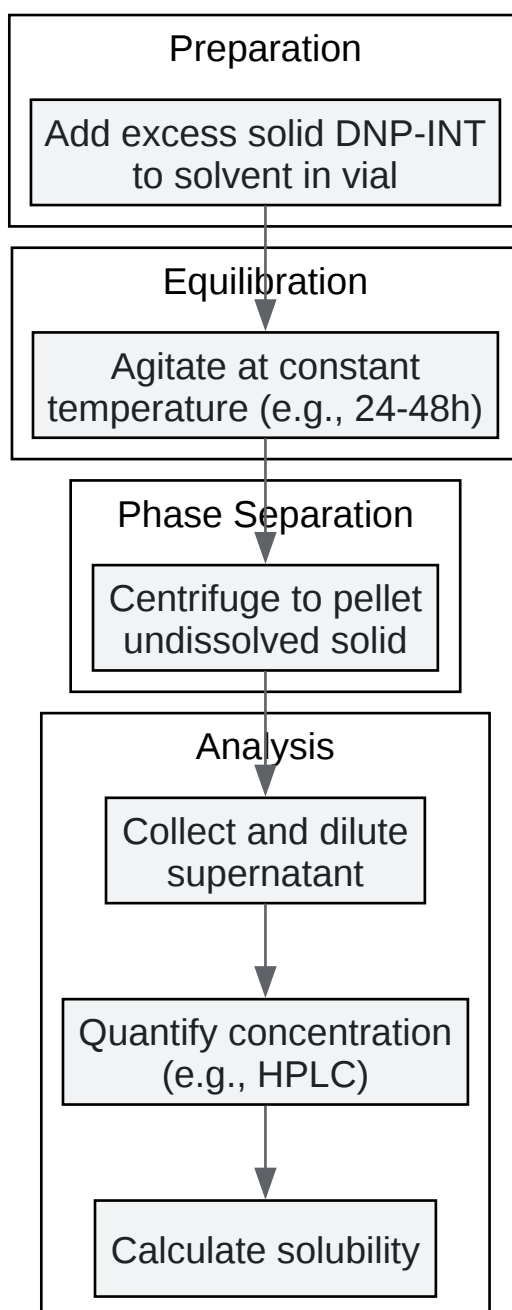 Preparation
Add excess solid DNP-INT
to solvent in vial
Equilibration
Agitate at constant
temperature (e.g., 24-48h)
Phase Separation
Centrifuge to pellet
undissolved solid
Analysis
Collect and dilute
supernatant
Quantify concentration
(e.g., HPLC)
Calculate solubility